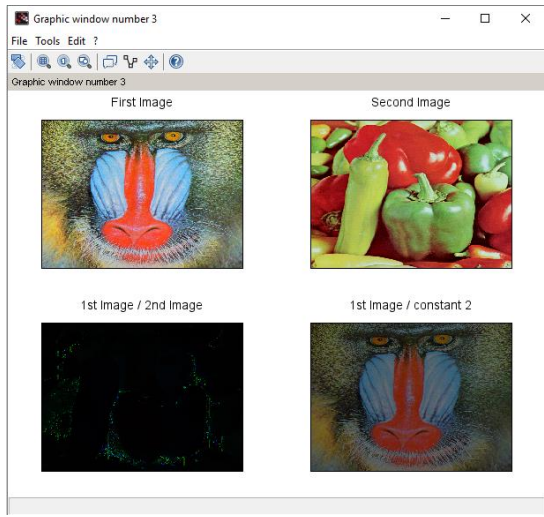 Graphic window number 3
File Tools Edit ?
Graphic window number 3
First Image
Second Image
1st Image / 2nd Image
1st Image / constant 2